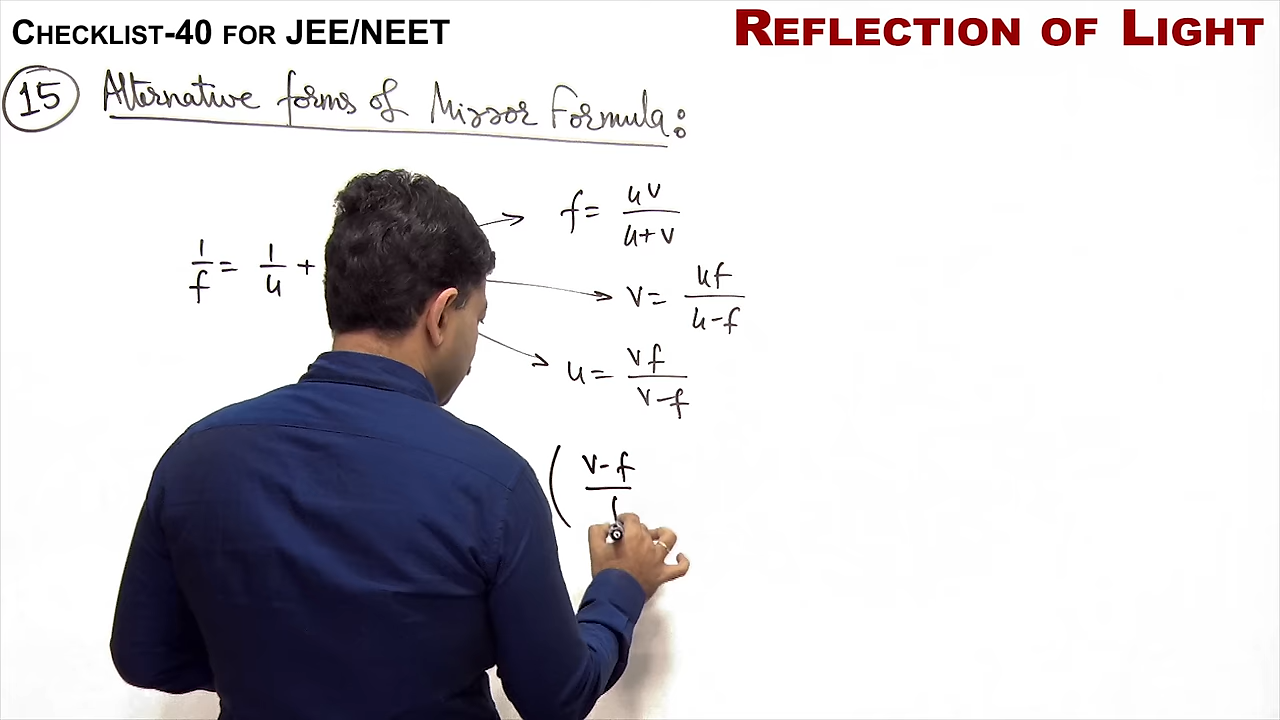 CHECKLIST-40 FOR JEE/NEET
REFLECTION OF LIGHT
15 Alternative forms of Mirror Formula:
1/f = 1/u +
f = uv/u+v
v = uf/u-f
u = vf/v-f
( v-f/